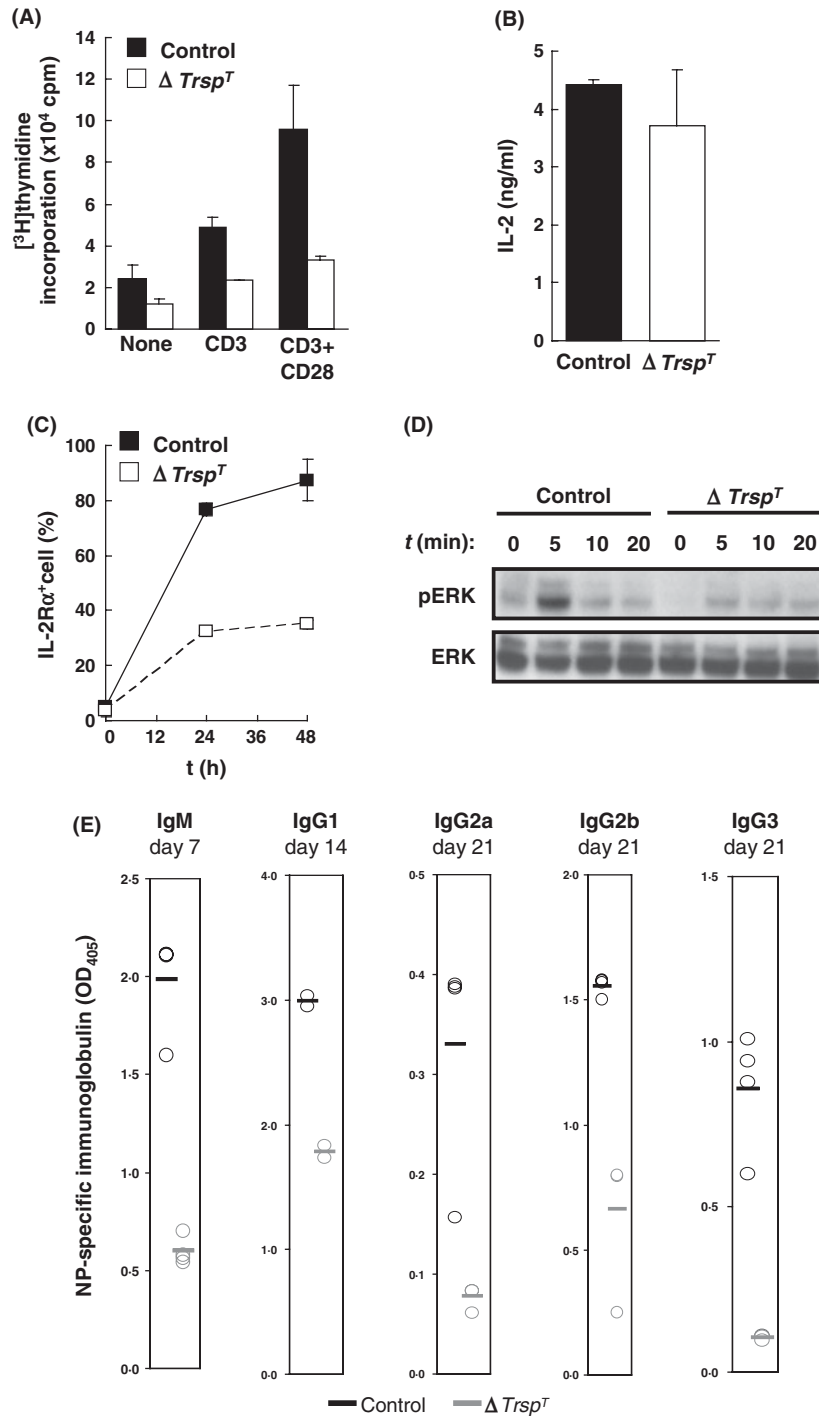 (A)
Control
Δ Trspᵀ
[³H]thymidine
incorporation (x10⁴ cpm)
14
12
10
8
6
4
2
0
None
CD3
CD3+
CD28
(B)
IL-2 (ng/ml)
5
4
3
2
1
0
Control
Δ Trspᵀ
(C)
Control
Δ Trspᵀ
IL-2Rα⁺cell (%)
100
80
60
40
20
0
0 12 24 36 48
t (h)
(D)
Control
Δ Trspᵀ
t (min): 0 5 10 20 0 5 10 20
pERK
ERK
(E)
NP-specific immunoglobulin (OD₄₀₅)
IgM
day 7
2·5
2·0
1·5
1·0
0·5
0·0
IgG1
day 14
4·0
3·0
2·0
1·0
0·0
IgG2a
day 21
0·5
0·4
0·3
0·2
0·1
0·0
IgG2b
day 21
2·0
1·5
1·0
0·5
0·0
IgG3
day 21
1·5
1·0
0·5
0·0
Control
Δ Trspᵀ